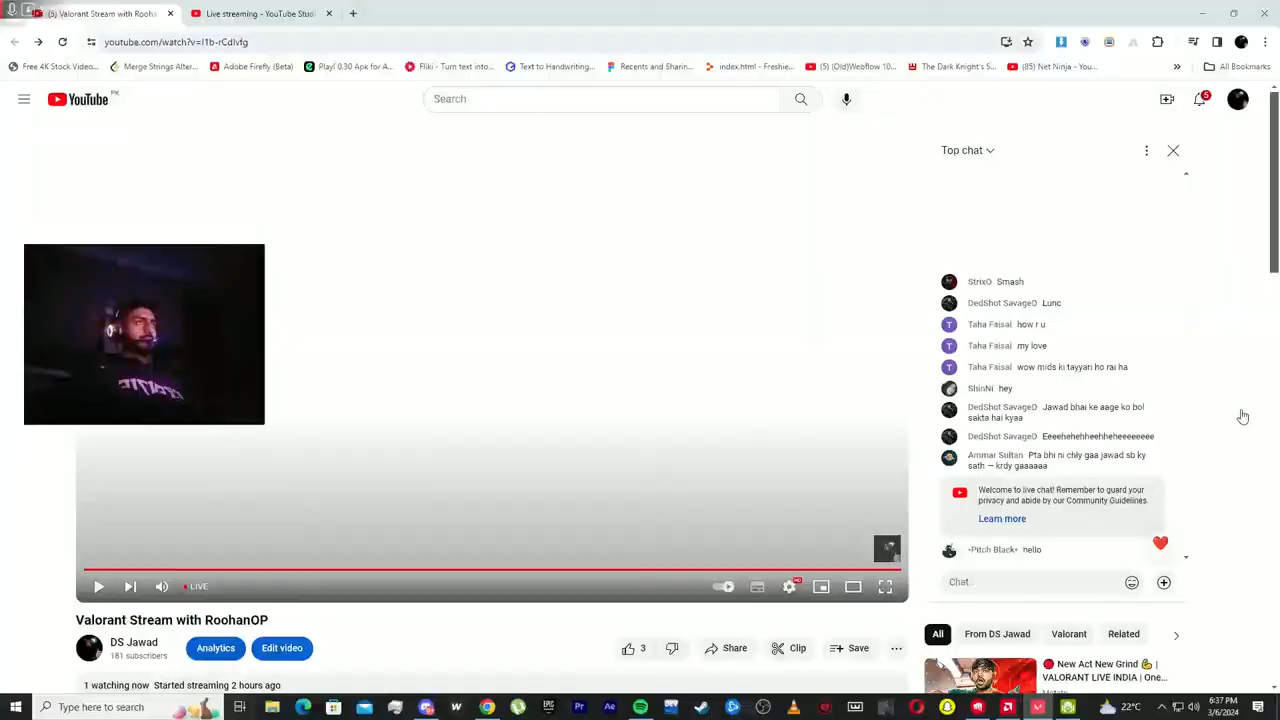 (5) Valorant Stream with Rooha
Live streaming - YouTube Studi
youtube.com/watch?v=I1b-rCdIvfg
Free 4K Stock Video...
Merge Strings Alter...
Adobe Firefly (Beta)
Play! 0.30 Apk for A...
Fliki - Turn text into...
Text to Handwriting...
Recents and Sharin...
index.html - Freshie...
(5) (Old)Webflow 10...
The Dark Knight's S...
(85) Net Ninja - You...
All Bookmarks
YouTube PK
Search
5
Top chat
StrixO Smash
DedShot SavageD Lunc
Taha Faisal how r u
Taha Faisal my love
Taha Faisal wow mids ki tayyari ho rai ha
ShinNi hey
DedShot SavageD Jawad bhai ke aage ko bol
sakta hai kyaa
DedShot SavageD Eeeehehehheehheheeeeeeee
Ammar Sultan Pta bhi ni chly gaa jawad sb ky
sath — krdy gaaaaaa
Welcome to live chat! Remember to guard your
privacy and abide by our Community Guidelines.
Learn more
•Pitch Black• hello
Chat...
LIVE
HD
Valorant Stream with RoohanOP
DS Jawad
181 subscribers
Analytics
Edit video
3
Share
Clip
Save
All
From DS Jawad
Valorant
Related
1 watching now Started streaming 2 hours ago
New Act New Grind 💪 |
VALORANT LIVE INDIA | One...
Type here to search
22°C
6:37 PM
3/6/2024